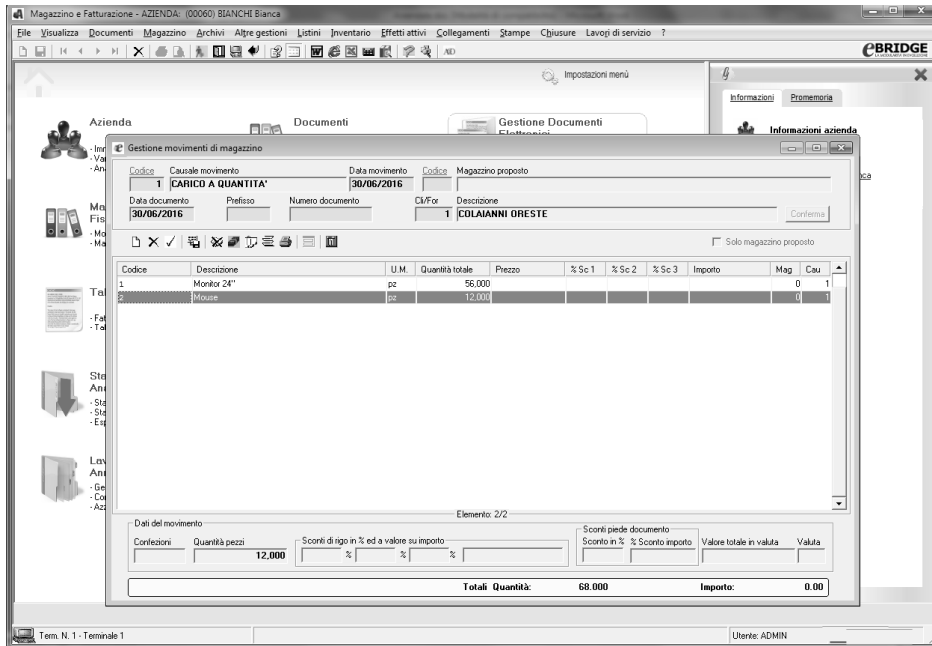 Magazzino e Fatturazione - AZIENDA: (00060) BIANCHI Bianca
File Visualizza Documenti Magazzino Archivi Altre gestioni Listini Inventario Effetti attivi Collegamenti Stampe Chiusure Lavori di servizio ?
eBRIDGE
Impostazioni menù
Informazioni Promemoria
Azienda
Documenti
Gestione Documenti
Elettronici
Informazioni azienda
Gestione movimenti di magazzino
Codice Causale movimento Data movimento Codice Magazzino proposto
1 CARICO A QUANTITA' 30/06/2016
Data documento Prefisso Numero documento Cli/For Descrizione
30/06/2016 1 COLAIANNI ORESTE Conferma
Solo magazzino proposto
Codice Descrizione U.M. Quantità totale Prezzo % Sc 1 % Sc 2 % Sc 3 Importo Mag Cau
1 Monitor 24" pz 56,000 0 1
2 Mouse pz 12,000 0 1
Elemento: 2/2
Dati del movimento
Sconti piede documento
Confezioni Quantità pezzi Sconti di rigo in % ed a valore su importo Sconto in % % Sconto importo Valore totale in valuta Valuta
12,000 % % %
Totali Quantità: 68.000 Importo: 0.00
Term. N. 1 - Terminale 1
Utente: ADMIN